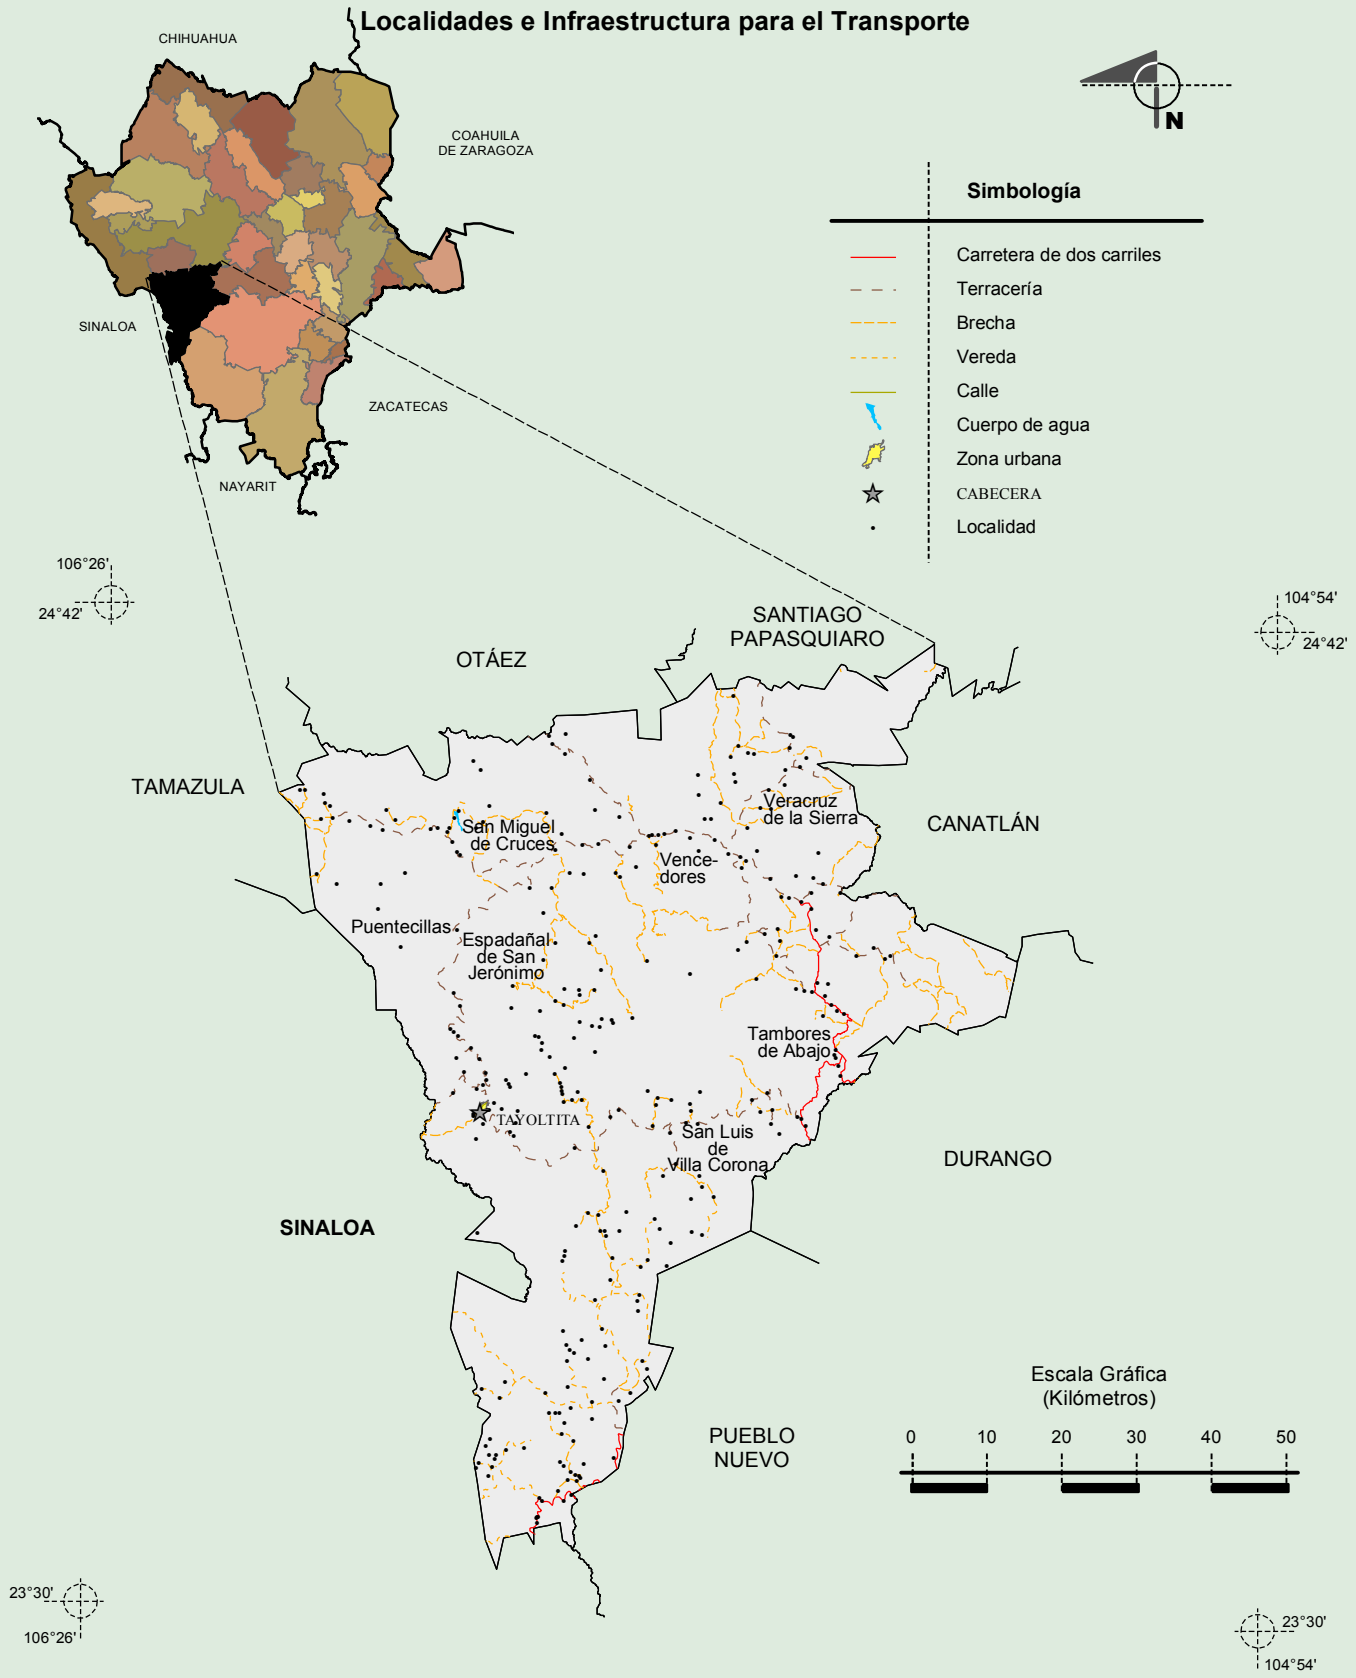 Localidades e Infraestructura para el Transporte
CHIHUAHUA
COAHUILA
DE ZARAGOZA
SINALOA
ZACATECAS
NAYARIT
N
Simbología
Carretera de dos carriles
Terracería
Brecha
Vereda
Calle
Cuerpo de agua
Zona urbana
CABECERA
Localidad
106°26'
24°42'
104°54'
24°42'
SANTIAGO
PAPASQUIARO
OTÁEZ
TAMAZULA
CANATLÁN
Veracruz
de la Sierra
San Miguel
de Cruces
Vence-
dores
Puentecillas
Espadañal
de San
Jerónimo
Tambores
de Abajo
TAYOLTITA
San Luis
de
Villa Corona
DURANGO
SINALOA
PUEBLO
NUEVO
Escala Gráfica
(Kilómetros)
0 10 20 30 40 50
23°30'
106°26'
23°30'
104°54'